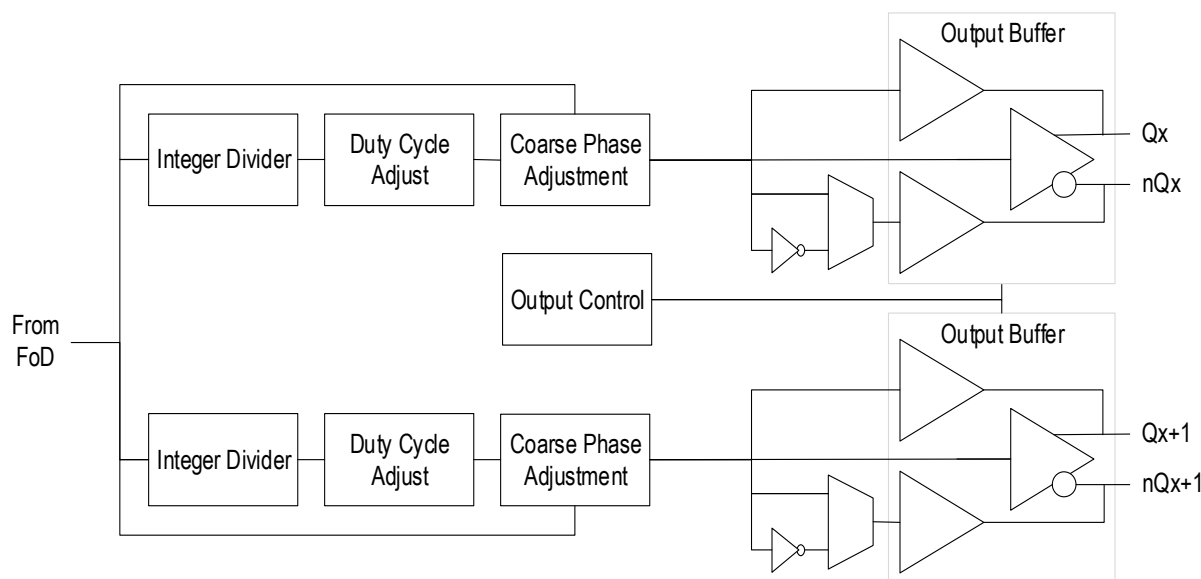 Output Buffer
Integer Divider
Duty Cycle
Adjust
Coarse Phase
Adjustment
Qx
nQx
Output Control
From
FoD
Output Buffer
Integer Divider
Duty Cycle
Adjust
Coarse Phase
Adjustment
Qx+1
nQx+1